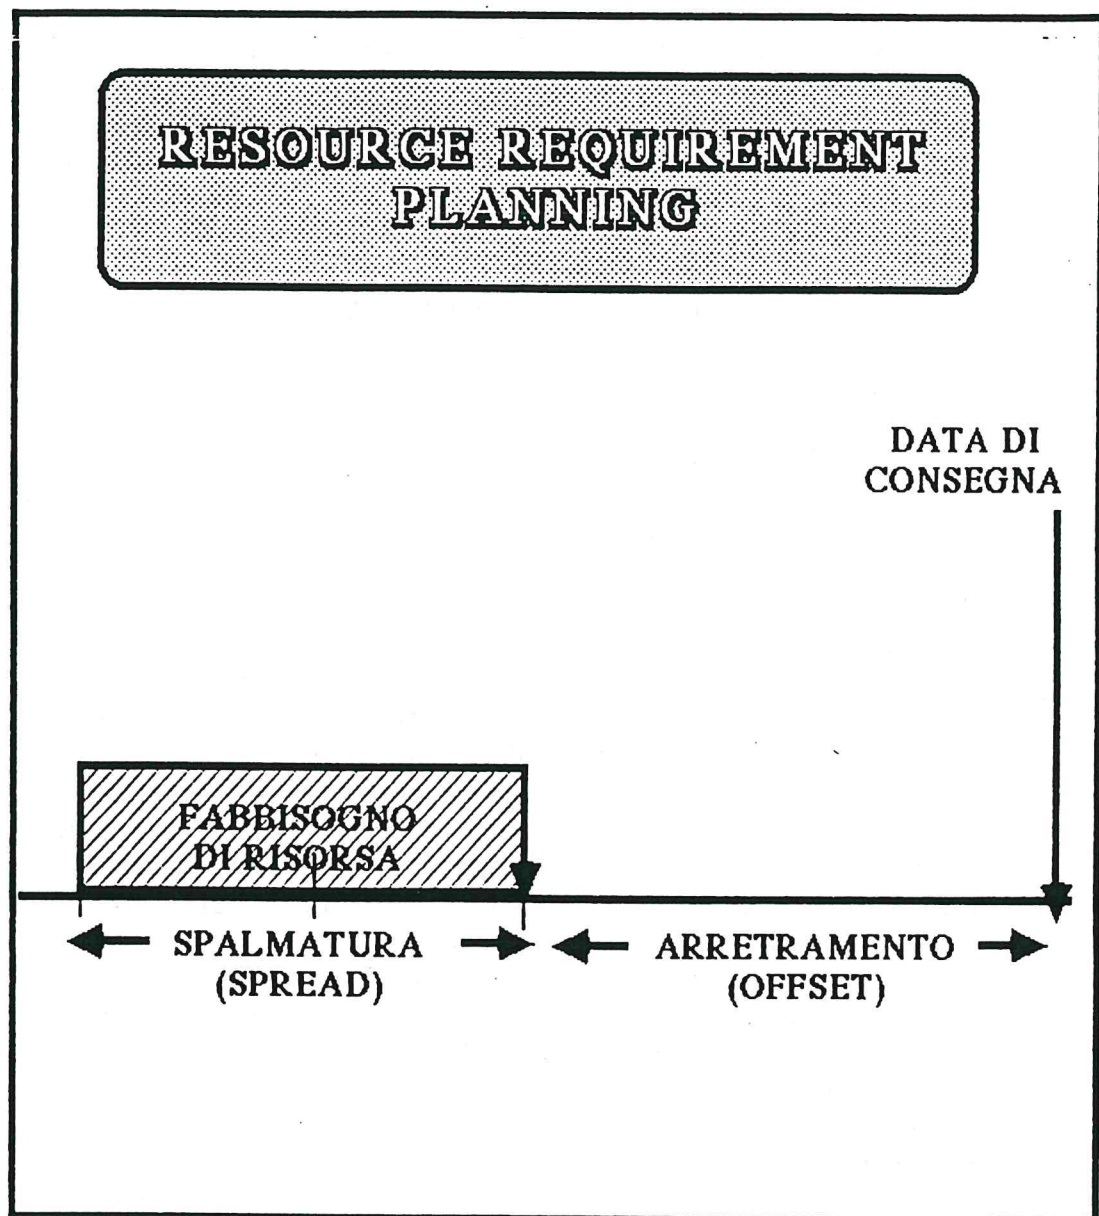 RESOURCE REQUIREMENT
PLANNING
DATA DI
CONSEGNA
FABBISOGNO
DI RISORSA
SPALMATURA
(SPREAD)
ARRETRAMENTO
(OFFSET)